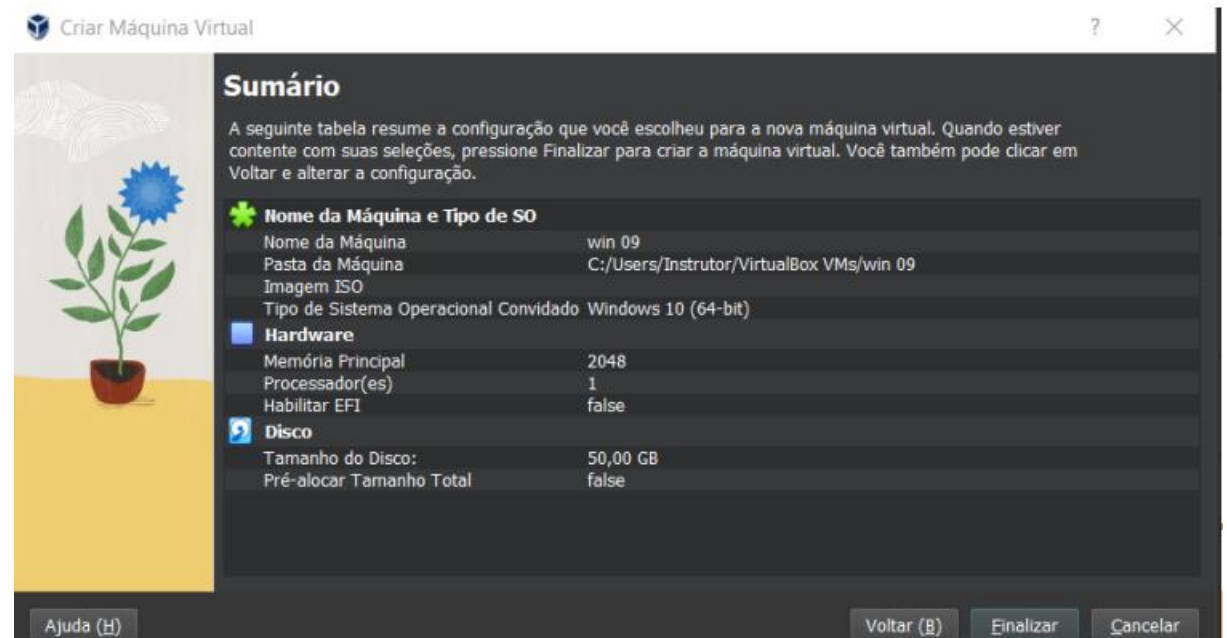 Criar Máquina Virtual ?
Sumário
A seguinte tabela resume a configuração que você escolheu para a nova máquina virtual. Quando estiver
contente com suas seleções, pressione Finalizar para criar a máquina virtual. Você também pode clicar em
Voltar e alterar a configuração.
Nome da Máquina e Tipo de SO
Nome da Máquina win 09
Pasta da Máquina C:/Users/Instrutor/VirtualBox VMs/win 09
Imagem ISO
Tipo de Sistema Operacional Convidado Windows 10 (64-bit)
Hardware
Memória Principal 2048
Processador(es) 1
Habilitar EFI false
Disco
Tamanho do Disco: 50,00 GB
Pré-alocar Tamanho Total false
Ajuda (H) Voltar (B) Finalizar Cancelar